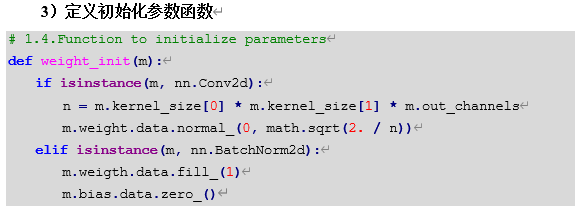 3）定义初始化参数函数
# 1.4.Function to initialize parameters
def weight_init(m):
if isinstance(m, nn.Conv2d):
n = m.kernel_size[0] * m.kernel_size[1] * m.out_channels
m.weight.data.normal_(0, math.sqrt(2. / n))
elif isinstance(m, nn.BatchNorm2d):
m.weigth.data.fill_(1)
m.bias.data.zero_()